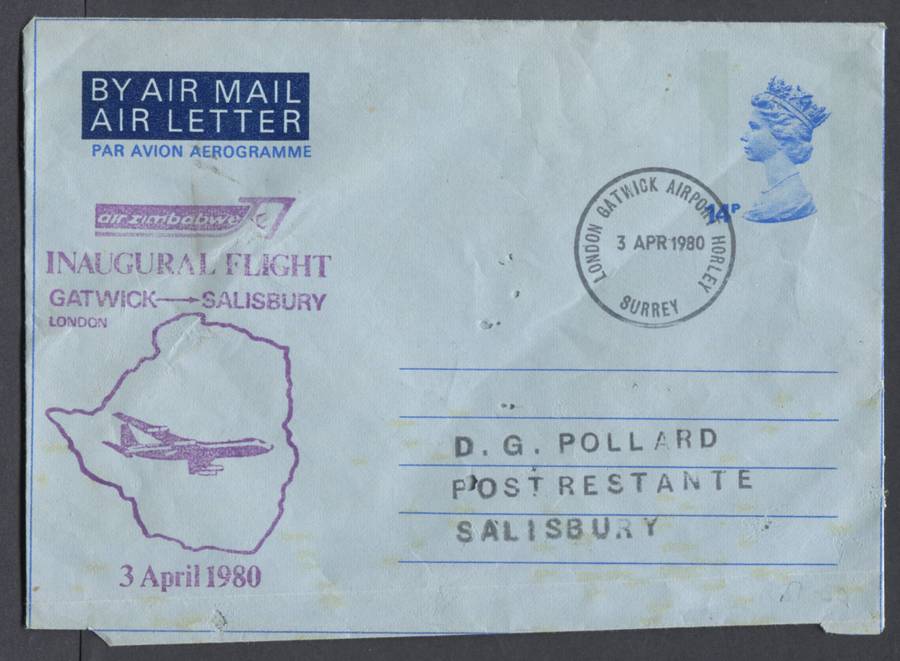 BY AIR MAIL
AIR LETTER
PAR AVION AEROGRAMME
air zimbabwe
INAUGURAL FLIGHT
GATWICK→SALISBURY
LONDON
3 April 1980
14P
LONDON GATWICK AIRPORT HORLEY
3 APR 1980
SURREY
D. G. POLLARD
POST RESTANTE
SALISBURY